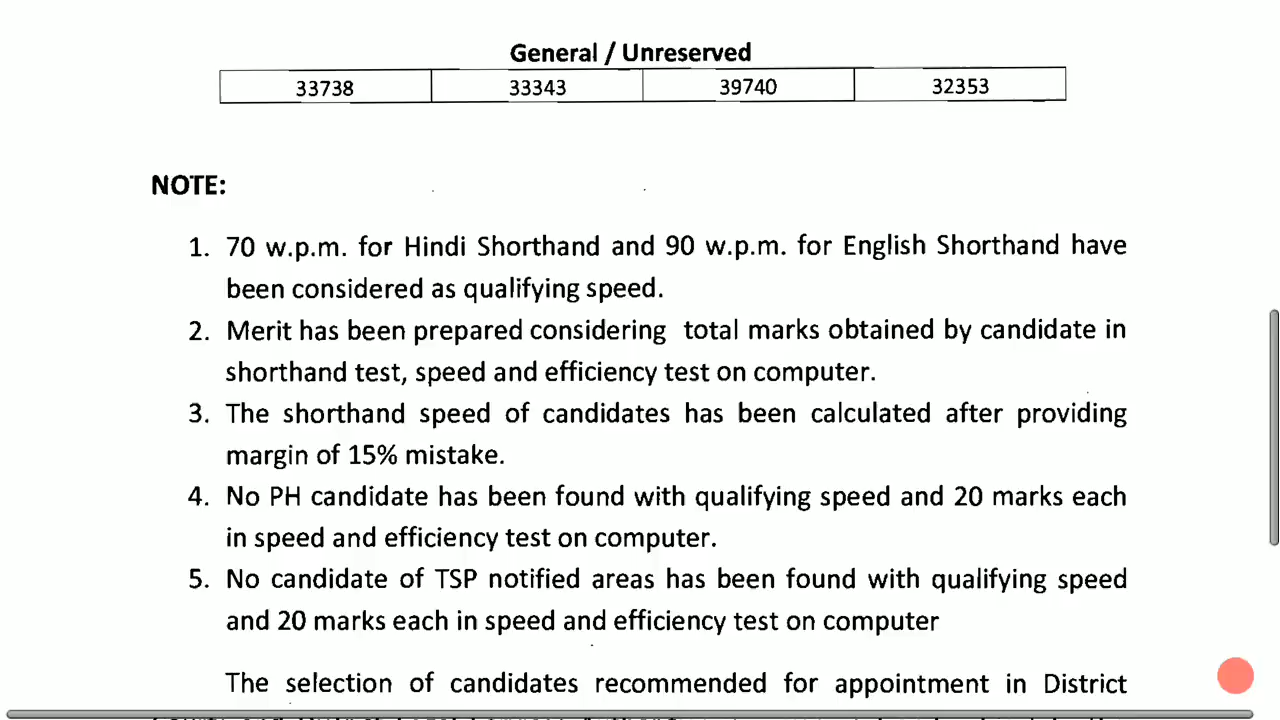 General / Unreserved
33738 33343 39740 32353
NOTE:
1. 70 w.p.m. for Hindi Shorthand and 90 w.p.m. for English Shorthand have
been considered as qualifying speed.
2. Merit has been prepared considering total marks obtained by candidate in
shorthand test, speed and efficiency test on computer.
3. The shorthand speed of candidates has been calculated after providing
margin of 15% mistake.
4. No PH candidate has been found with qualifying speed and 20 marks each
in speed and efficiency test on computer.
5. No candidate of TSP notified areas has been found with qualifying speed
and 20 marks each in speed and efficiency test on computer
The selection of candidates recommended for appointment in District